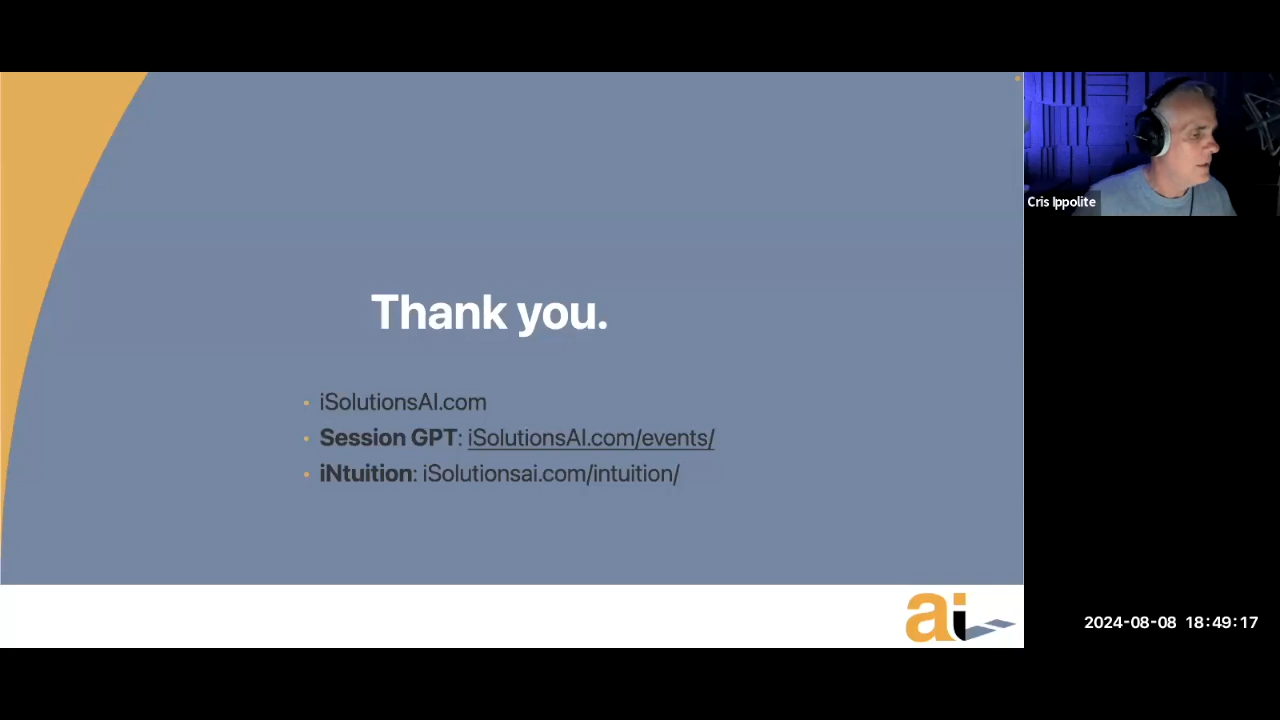 Thank you.
• iSolutionsAI.com
• Session GPT: iSolutionsAI.com/events/
• iNtuition: iSolutionsai.com/intuition/
ai
Cris Ippolite
2024-08-08 18:49:17